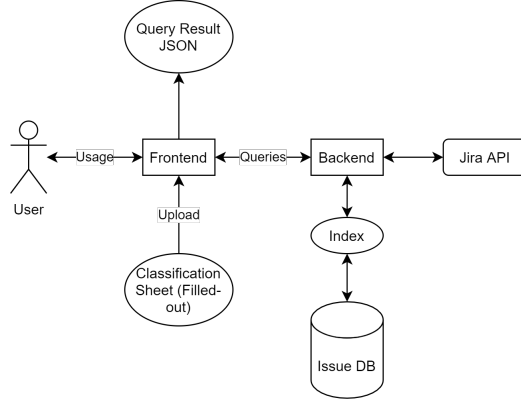 Query Result
JSON
Usage
Frontend
Queries
Backend
Jira API
User
Upload
Index
Classification
Sheet (Filled-
out)
Issue DB